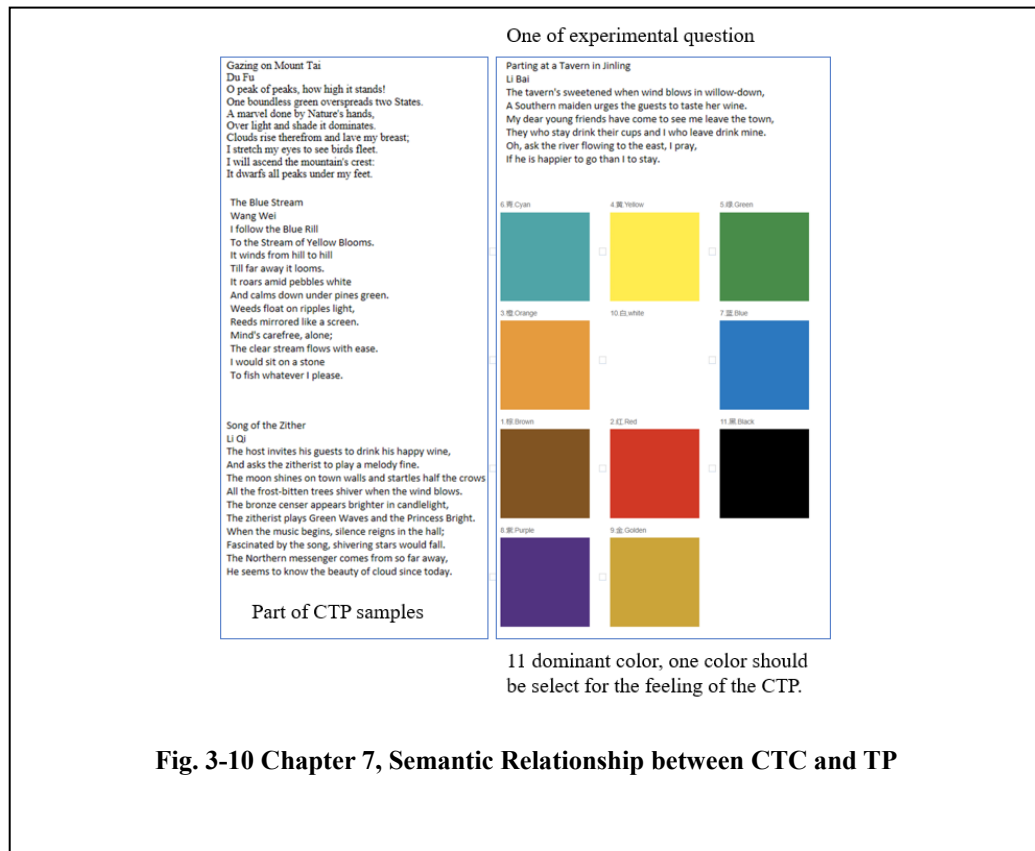 One of experimental question
Gazing on Mount Tai
Du Fu
O peak of peaks, how high it stands!
One boundless green overspreads two States.
A marvel done by Nature's hands,
Over light and shade it dominates.
Clouds rise therefrom and lave my breast;
I stretch my eyes to see birds fleet.
I will ascend the mountain's crest:
It dwarfs all peaks under my feet.
The Blue Stream
Wang Wei
I follow the Blue Rill
To the Stream of Yellow Blooms.
It winds from hill to hill
Till far away it looms.
It roars amid pebbles white
And calms down under pines green.
Weeds float on ripples light,
Reeds mirrored like a screen.
Mind's carefree, alone;
The clear stream flows with ease.
I would sit on a stone
To fish whatever I please.
Song of the Zither
Li Qi
The host invites his guests to drink his happy wine,
And asks the zitherist to play a melody fine.
The moon shines on town walls and startles half the crows
All the frost-bitten trees shiver when the wind blows.
The bronze censer appears brighter in candlelight,
The zitherist plays Green Waves and the Princess Bright.
When the music begins, silence reigns in the hall;
Fascinated by the song, shivering stars would fall.
The Northern messenger comes from so far away,
He seems to know the beauty of cloud since today.
Part of CTP samples
Parting at a Tavern in Jinling
Li Bai
The tavern's sweetened when wind blows in willow-down,
A Southern maiden urges the guests to taste her wine.
My dear young friends have come to see me leave the town,
They who stay drink their cups and I who leave drink mine.
Oh, ask the river flowing to the east, I pray,
If he is happier to go than I to stay.
6.青:Cyan
4.黄:Yellow
5.绿:Green
3.橙:Orange
10.白:white
7.蓝:Blue
1.棕:Brown
2.红:Red
11.黑:Black
8.紫:Purple
9.金:Golden
11 dominant color, one color should
be select for the feeling of the CTP.
Fig. 3-10 Chapter 7, Semantic Relationship between CTC and TP